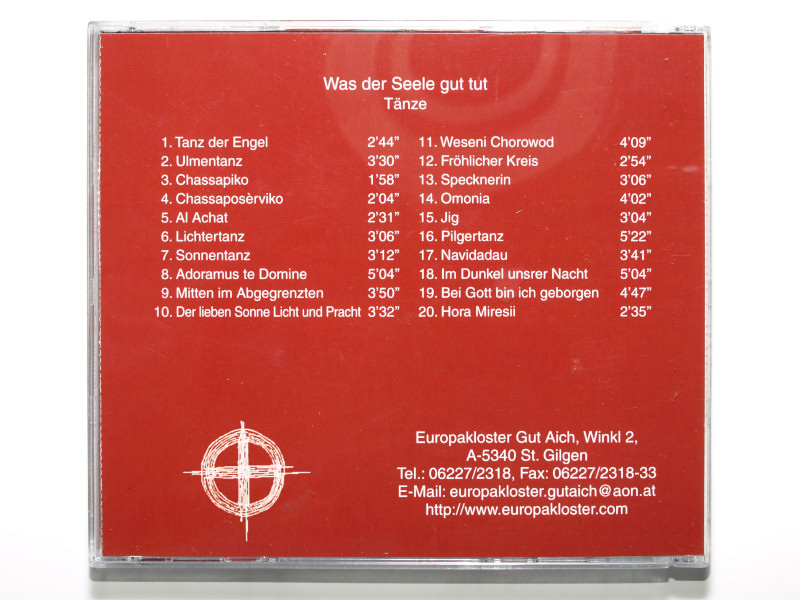 Was der Seele gut tut
Tänze
1. Tanz der Engel 2'44"
2. Ulmentanz 3'30"
3. Chassapiko 1'58"
4. Chassaposèrviko 2'04"
5. Al Achat 2'31"
6. Lichtertanz 3'06"
7. Sonnentanz 3'12"
8. Adoramus te Domine 5'04"
9. Mitten im Abgegrenzten 3'50"
10. Der lieben Sonne Licht und Pracht 3'32"
11. Weseni Chorowod 4'09"
12. Fröhlicher Kreis 2'54"
13. Specknerin 3'06"
14. Omonia 4'02"
15. Jig 3'04"
16. Pilgertanz 5'22"
17. Navidadau 3'41"
18. Im Dunkel unsrer Nacht 5'04"
19. Bei Gott bin ich geborgen 4'47"
20. Hora Miresii 2'35"
Europakloster Gut Aich, Winkl 2,
A-5340 St. Gilgen
Tel.: 06227/2318, Fax: 06227/2318-33
E-Mail: europakloster.gutaich@aon.at
http://www.europakloster.com